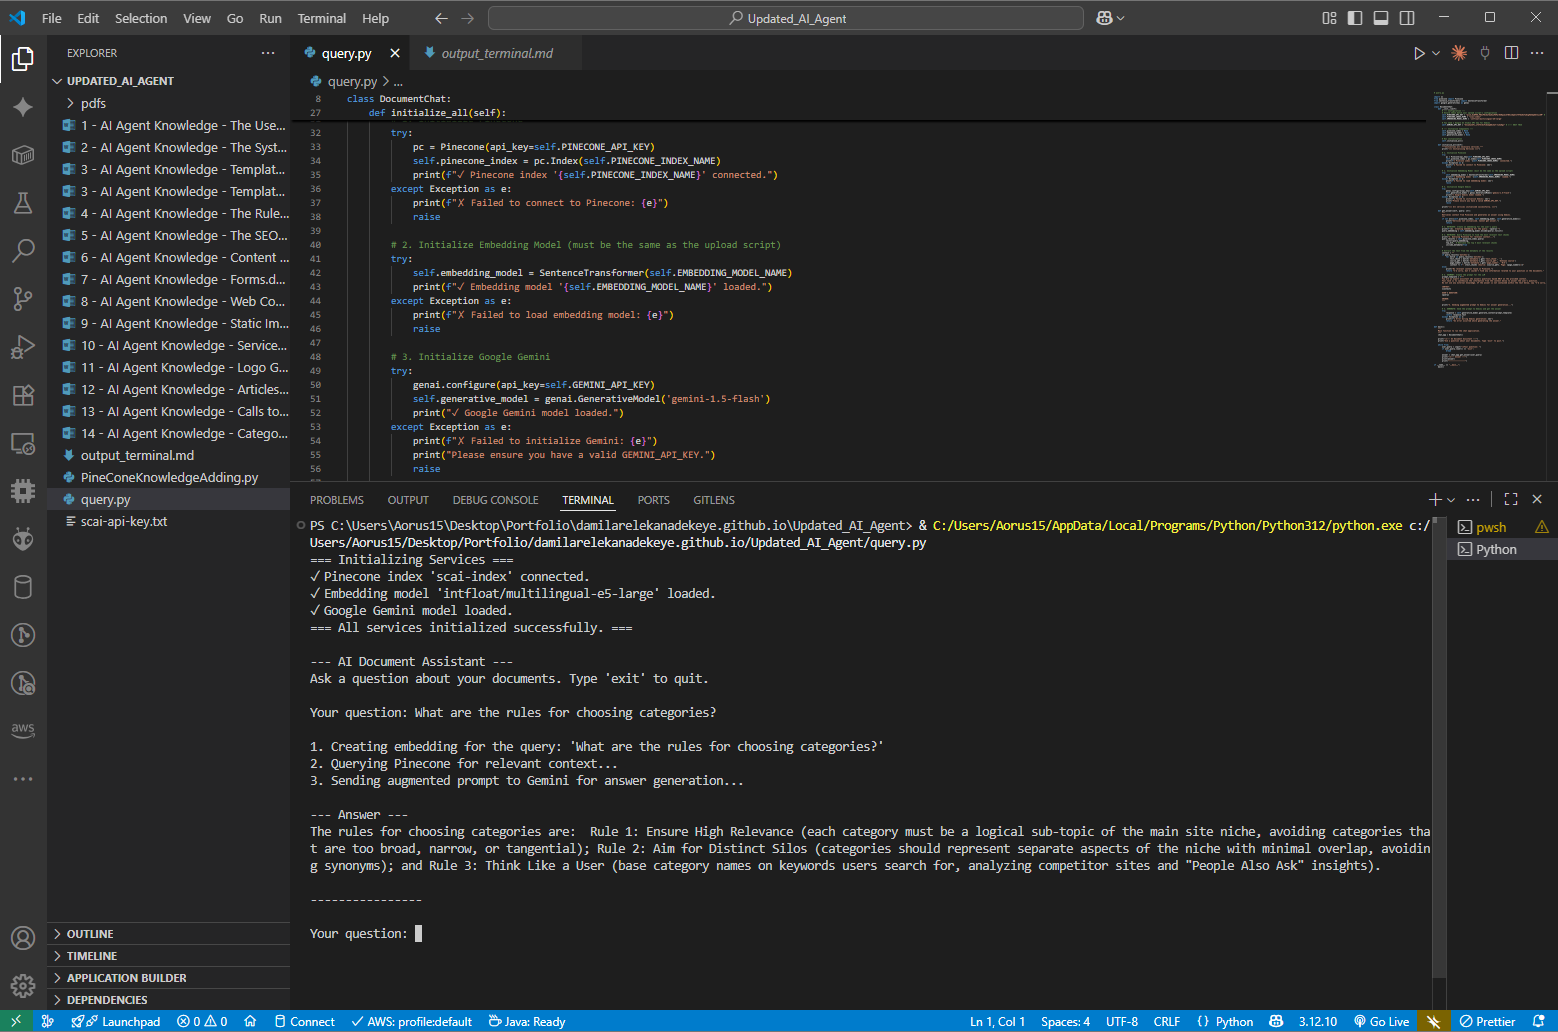 File Edit Selection View Go Run Terminal Help
Updated_AI_Agent
EXPLORER
UPDATED_AI_AGENT
pdfs
1 - AI Agent Knowledge - The Use...
2 - AI Agent Knowledge - The Syst...
3 - AI Agent Knowledge - Templat...
3 - AI Agent Knowledge - Templat...
4 - AI Agent Knowledge - The Rule...
5 - AI Agent Knowledge - The SEO...
6 - AI Agent Knowledge - Content ...
7 - AI Agent Knowledge - Forms.d...
8 - AI Agent Knowledge - Web Co...
9 - AI Agent Knowledge - Static Im...
10 - AI Agent Knowledge - Service...
11 - AI Agent Knowledge - Logo G...
12 - AI Agent Knowledge - Articles...
13 - AI Agent Knowledge - Calls to...
14 - AI Agent Knowledge - Catego...
output_terminal.md
PineConeKnowledgeAdding.py
query.py
scai-api-key.txt
OUTLINE
TIMELINE
APPLICATION BUILDER
DEPENDENCIES
aws
query.py
output_terminal.md
query.py > ...
8 class DocumentChat:
27 def initialize_all(self):
32 try:
33 pc = Pinecone(api_key=self.PINECONE_API_KEY)
34 self.pinecone_index = pc.Index(self.PINECONE_INDEX_NAME)
35 print(f"✓ Pinecone index '{self.PINECONE_INDEX_NAME}' connected.")
36 except Exception as e:
37 print(f"✗ Failed to connect to Pinecone: {e}")
38 raise
39
40 # 2. Initialize Embedding Model (must be the same as the upload script)
41 try:
42 self.embedding_model = SentenceTransformer(self.EMBEDDING_MODEL_NAME)
43 print(f"✓ Embedding model '{self.EMBEDDING_MODEL_NAME}' loaded.")
44 except Exception as e:
45 print(f"✗ Failed to load embedding model: {e}")
46 raise
47
48 # 3. Initialize Google Gemini
49 try:
50 genai.configure(api_key=self.GEMINI_API_KEY)
51 self.generative_model = genai.GenerativeModel('gemini-1.5-flash')
52 print("✓ Google Gemini model loaded.")
53 except Exception as e:
54 print(f"✗ Failed to initialize Gemini: {e}")
55 print("Please ensure you have a valid GEMINI_API_KEY.")
56 raise
PROBLEMS OUTPUT DEBUG CONSOLE TERMINAL PORTS GITLENS
pwsh
Python
PS C:\Users\Aorus15\Desktop\Portfolio\damilarelekanadekeye.github.io\Updated_AI_Agent> & C:/Users/Aorus15/AppData/Local/Programs/Python/Python312/python.exe c:/
Users/Aorus15/Desktop/Portfolio/damilarelekanadekeye.github.io/Updated_AI_Agent/query.py
=== Initializing Services ===
✓ Pinecone index 'scai-index' connected.
✓ Embedding model 'intfloat/multilingual-e5-large' loaded.
✓ Google Gemini model loaded.
=== All services initialized successfully. ===
--- AI Document Assistant ---
Ask a question about your documents. Type 'exit' to quit.
Your question: What are the rules for choosing categories?
1. Creating embedding for the query: 'What are the rules for choosing categories?'
2. Querying Pinecone for relevant context...
3. Sending augmented prompt to Gemini for answer generation...
--- Answer ---
The rules for choosing categories are:  Rule 1: Ensure High Relevance (each category must be a logical sub-topic of the main site niche, avoiding categories tha
t are too broad, narrow, or tangential); Rule 2: Aim for Distinct Silos (categories should represent separate aspects of the niche with minimal overlap, avoidin
g synonyms); and Rule 3: Think Like a User (base category names on keywords users search for, analyzing competitor sites and "People Also Ask" insights).
----------------
Your question:
Launchpad 0 0 Connect AWS: profile:default Java: Ready Ln 1, Col 1 Spaces: 4 UTF-8 CRLF {} Python 3.12.10 Go Live Prettier